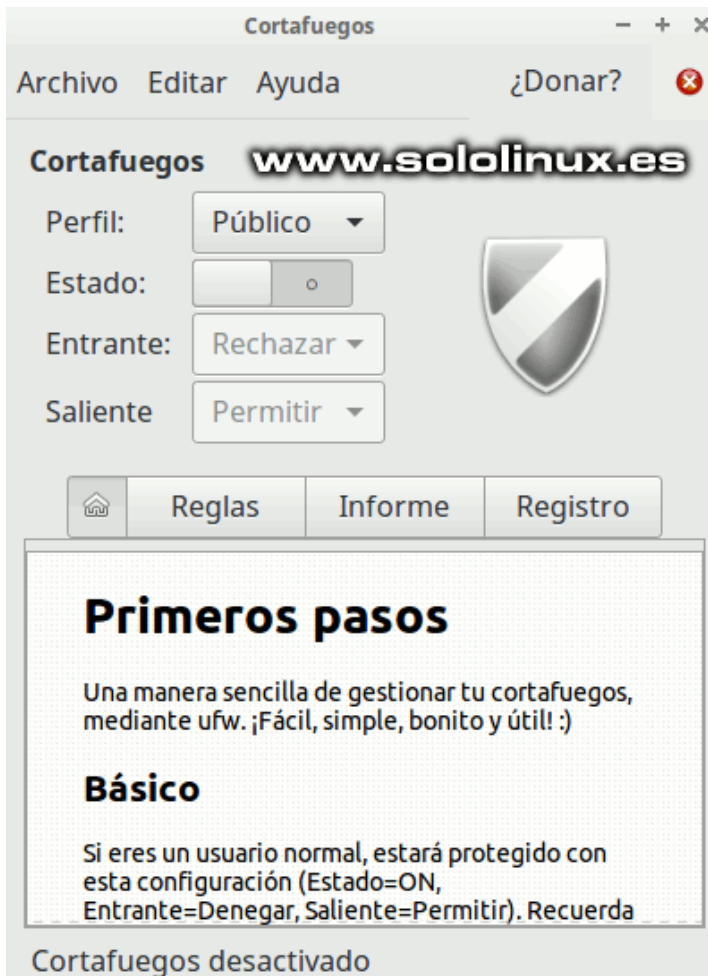 Cortafuegos
Archivo Editar Ayuda ¿Donar?
Cortafuegos www.sololinux.es
Perfil: Público
Estado:
Entrante: Rechazar
Saliente Permitir
Reglas Informe Registro
Primeros pasos
Una manera sencilla de gestionar tu cortafuegos,
mediante ufw. ¡Fácil, simple, bonito y útil! :)
Básico
Si eres un usuario normal, estará protegido con
esta configuración (Estado=ON,
Entrante=Denegar, Saliente=Permitir). Recuerda
Cortafuegos desactivado